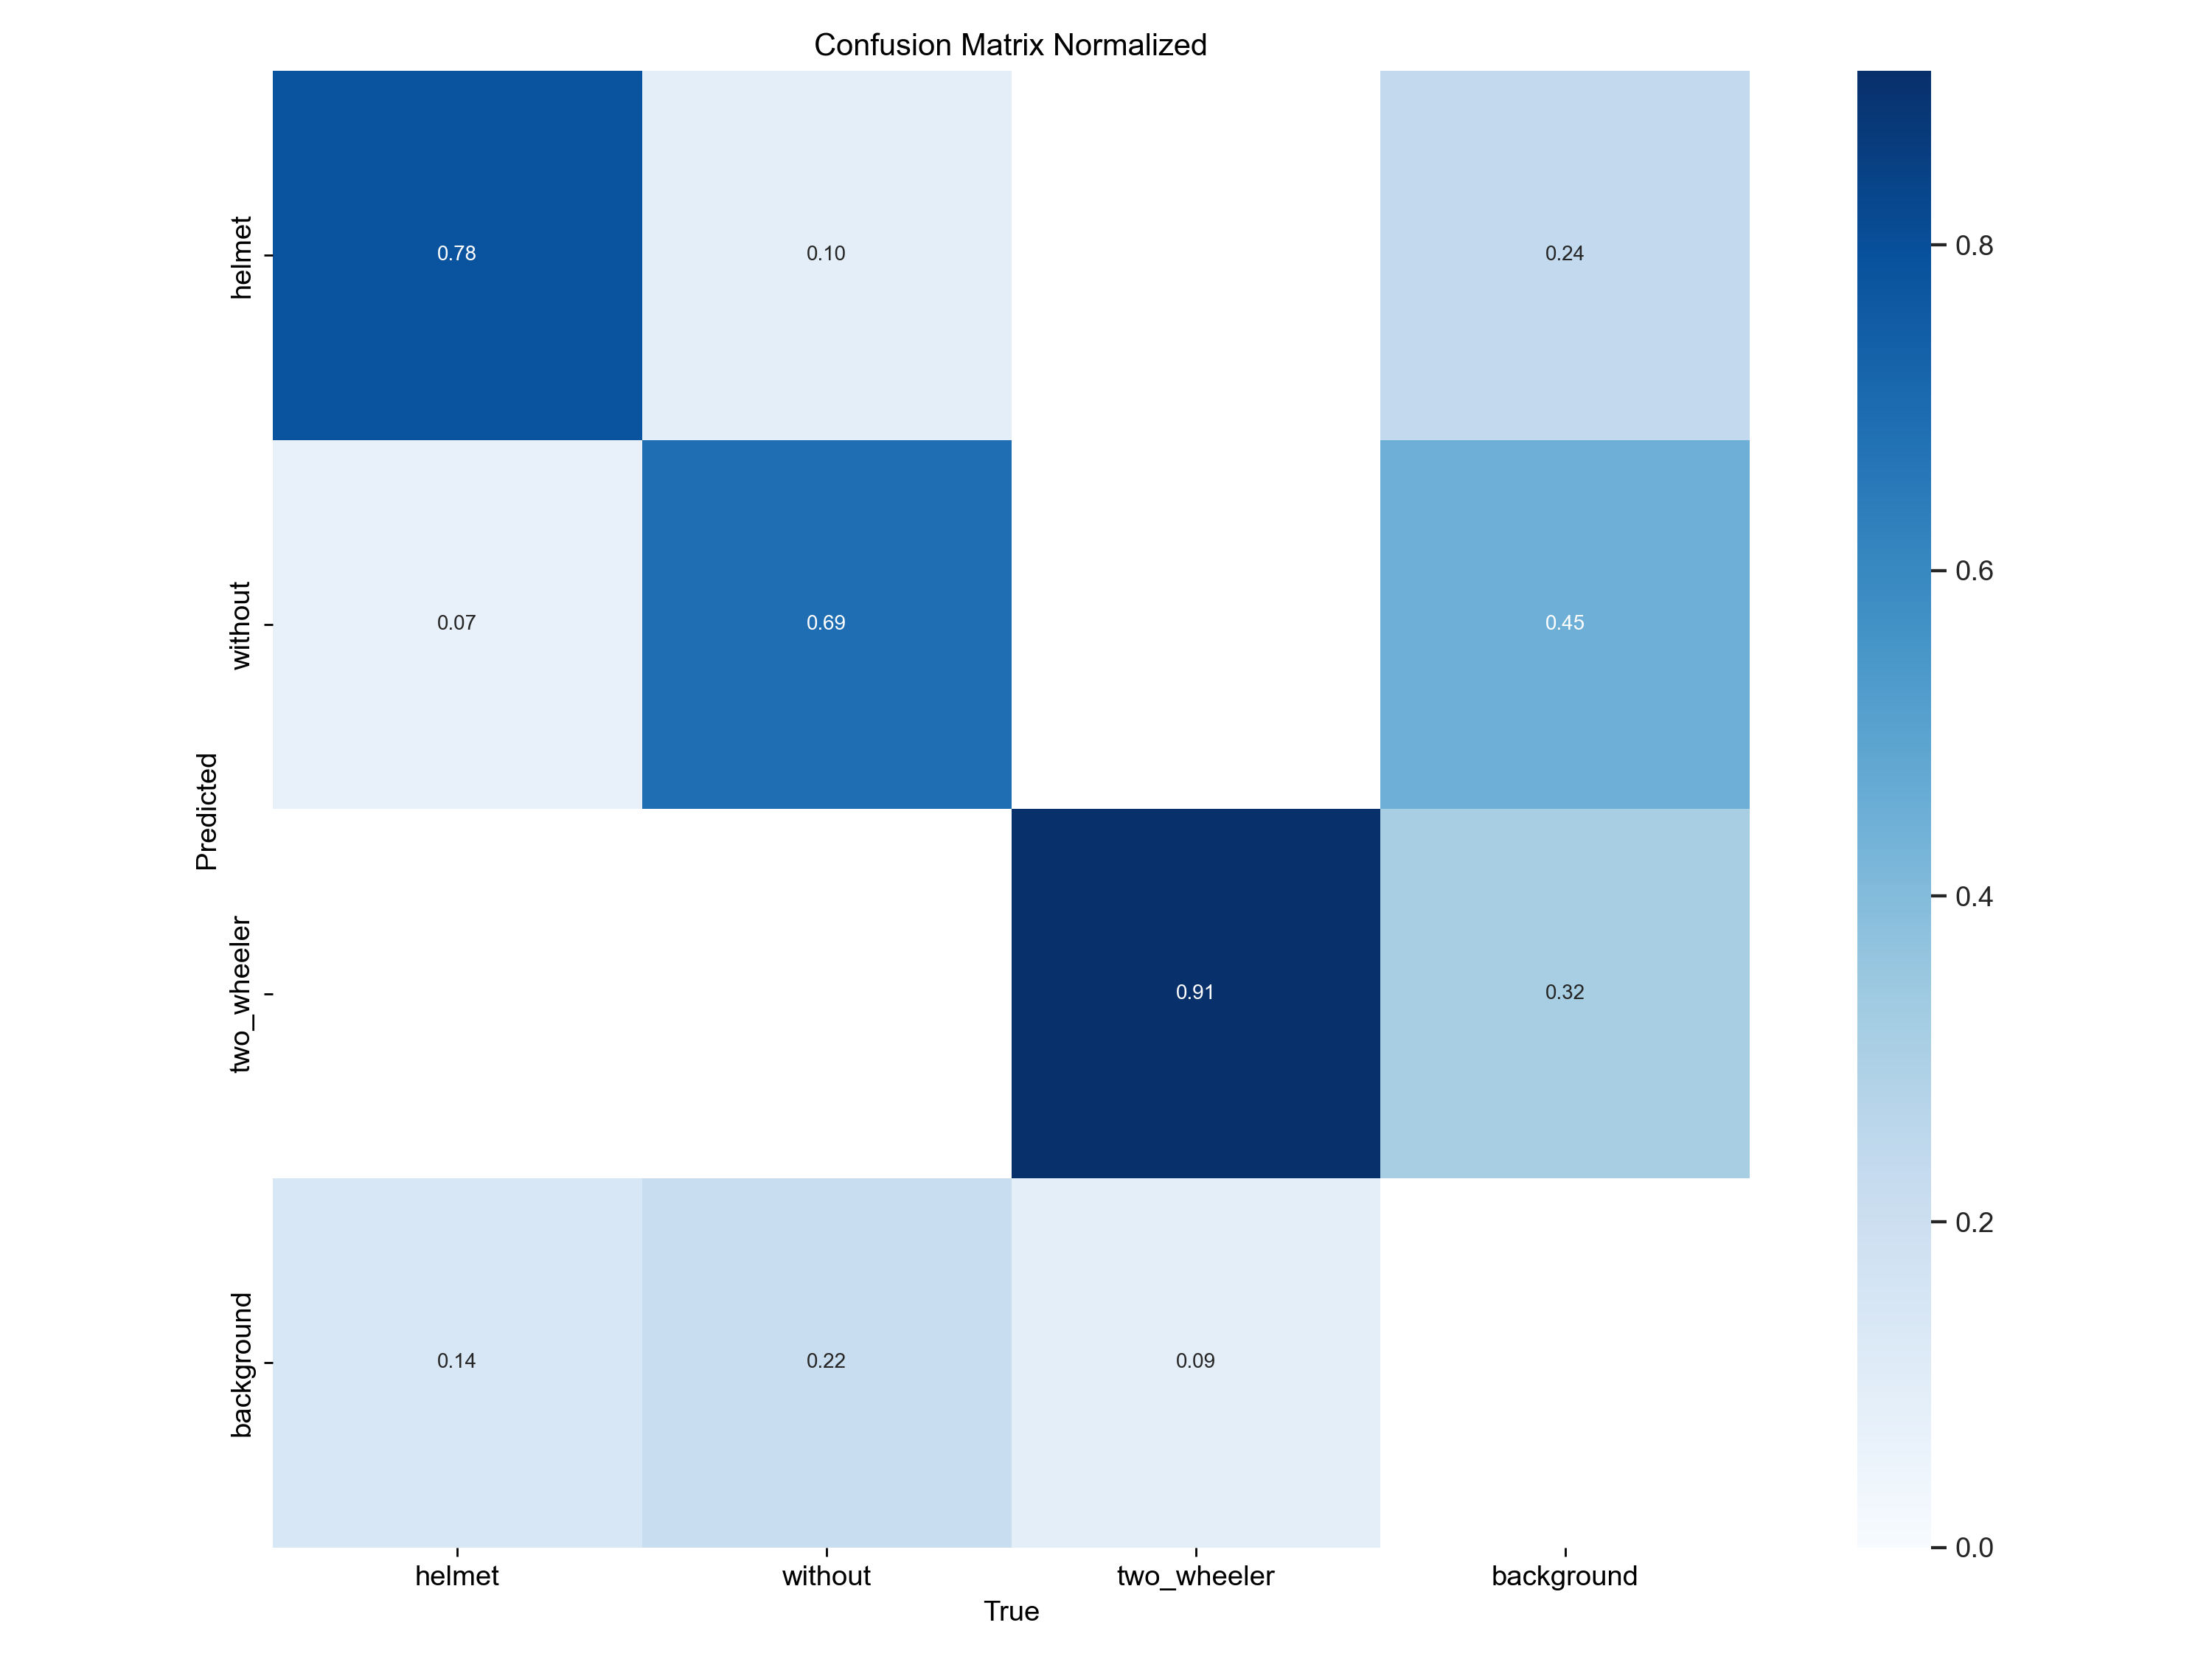 Confusion Matrix Normalized
helmet
0.78
0.10
0.24
0.8
without
0.07
0.69
0.45
0.6
Predicted
0.4
two_wheeler
0.91
0.32
0.2
background
0.14
0.22
0.09
0.0
helmet
without
two_wheeler
background
True